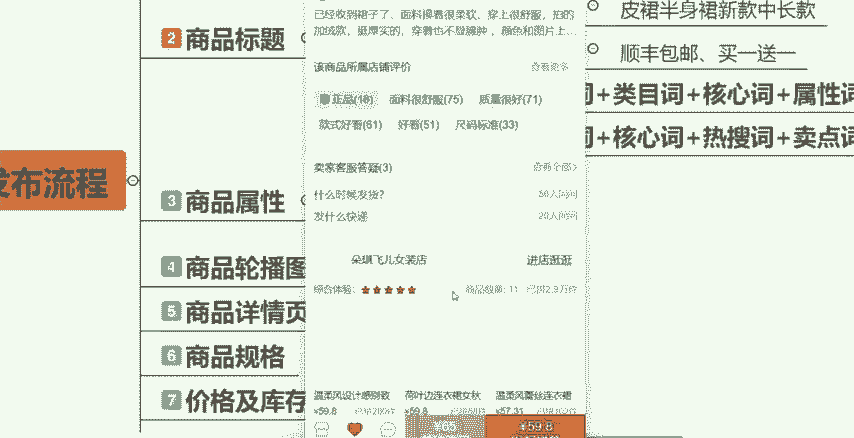 发布流程
2 商品标题
3 商品属性
4 商品轮播图
5 商品详情页
6 商品规格
7 价格及库存
已经收到裙子了、面料摸着很柔软、穿上很舒服，拍的
加绒款，挺厚实的，穿着也不显臃肿，颜色和图片上...
该商品所属店铺评价
查看更多
正品(16) 面料很舒服(75) 质量很好(71)
款式好看(61) 好看(51) 尺码标准(33)
卖家客服答疑(3)
查看全部>
什么时候发货?
50人问问
发什么快递
20人问问
朵琪飞儿女装店
进店逛逛
综合体验: ★★★★★
商品数量: 11 已拼2.9万件
温柔风设计感别致 荷叶边连衣裙女秋 温柔风蕾丝连衣裙
¥59.8 ¥59.8 ¥57.31
¥65 ¥59.8
皮裙半身裙新款中长款
顺丰包邮、买一送一
词+类目词+核心词+属性词
词+核心词+热搜词+卖点词